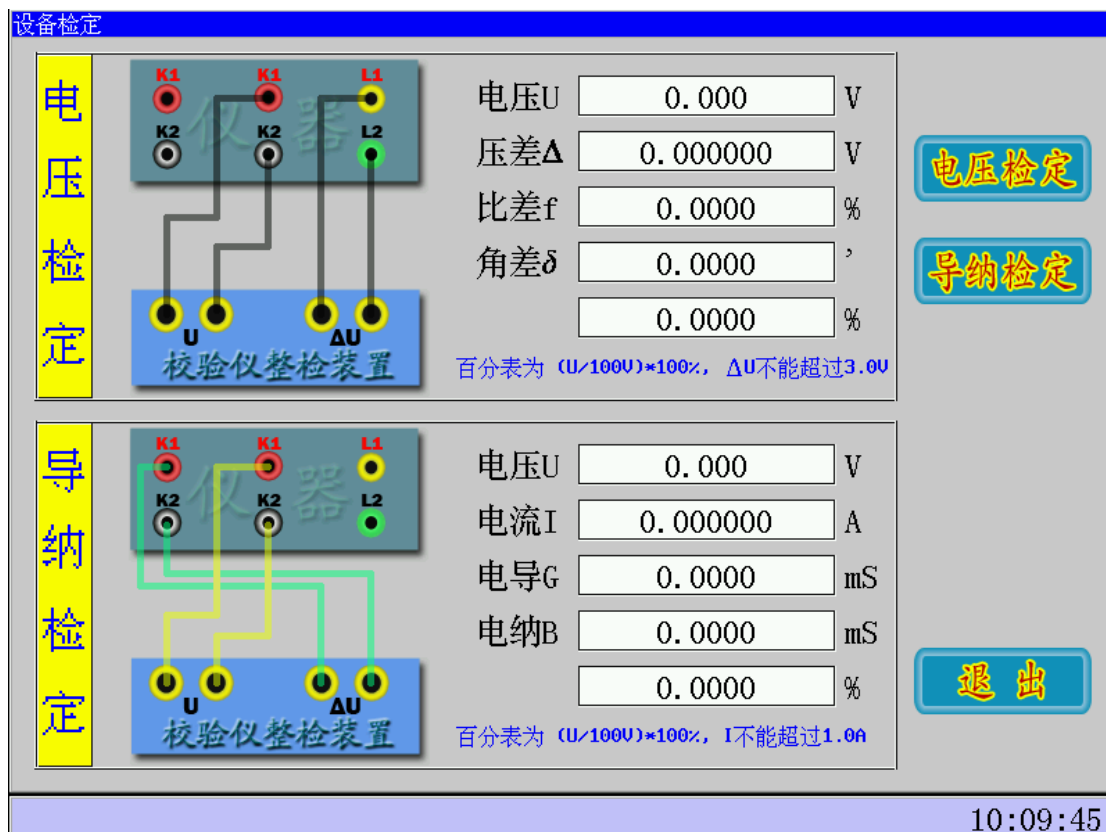 设备检定
电压检定
K1 K1 L1
K2 K2 L2
仪器
U ΔU
校验仪整检装置
电压U 0.000 V
压差Δ 0.000000 V
比差f 0.0000 %
角差δ 0.0000 ’
0.0000 %
百分表为 (U/100V)*100%, ΔU不能超过3.0V
电压检定
导纳检定
导纳检定
K1 K1 L1
K2 K2 L2
仪器
U ΔU
校验仪整检装置
电压U 0.000 V
电流I 0.000000 A
电导G 0.0000 mS
电纳B 0.0000 mS
0.0000 %
百分表为 (U/100V)*100%, I不能超过1.0A
退出
10:09:45